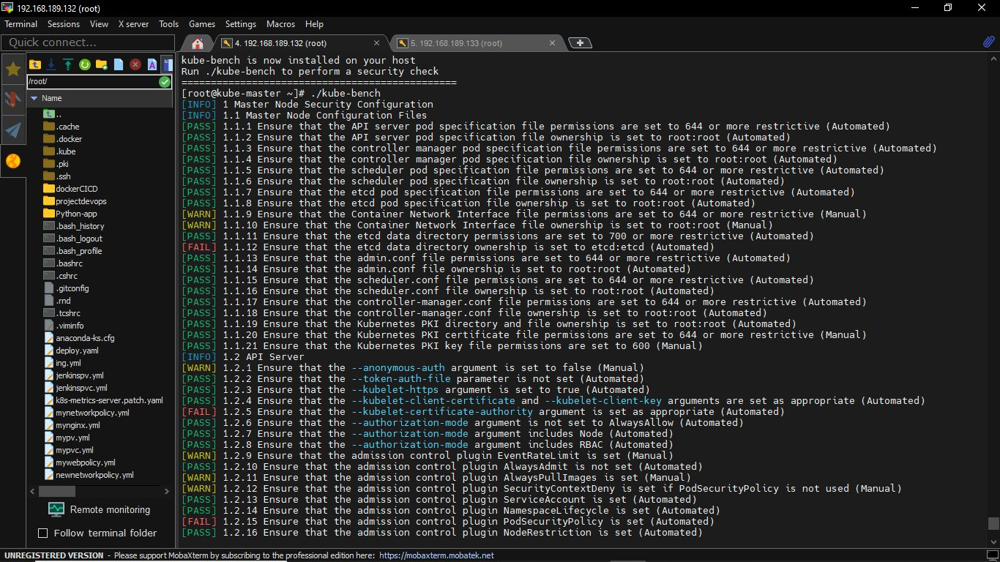 192.168.189.132 (root)
Terminal Sessions View X server Tools Games Settings Macros Help
Quick connect...
4. 192.168.189.132 (root)
5. 192.168.189.133 (root)
/root/
Name
..
.cache
.docker
.kube
.pki
.ssh
dockerCICD
projectdevops
Python-app
.bash_history
.bash_logout
.bash_profile
.bashrc
.cshrc
.gitconfig
.rnd
.tcshrc
.viminfo
anaconda-ks.cfg
deploy.yaml
ing.yml
jenkinspv.yml
jenkinspvc.yml
k8s-metrics-server.patch.yaml
mynetworkpolicy.yml
mynginx.yml
mypv.yml
mypvc.yml
mywebpolicy.yml
newnetworkpolicy.yml
Remote monitoring
Follow terminal folder
kube-bench is now installed on your host
Run ./kube-bench to perform a security check
===============================================
[root@kube-master ~]# ./kube-bench
[INFO] 1 Master Node Security Configuration
[INFO] 1.1 Master Node Configuration Files
[PASS] 1.1.1 Ensure that the API server pod specification file permissions are set to 644 or more restrictive (Automated)
[PASS] 1.1.2 Ensure that the API server pod specification file ownership is set to root:root (Automated)
[PASS] 1.1.3 Ensure that the controller manager pod specification file permissions are set to 644 or more restrictive (Automated)
[PASS] 1.1.4 Ensure that the controller manager pod specification file ownership is set to root:root (Automated)
[PASS] 1.1.5 Ensure that the scheduler pod specification file permissions are set to 644 or more restrictive (Automated)
[PASS] 1.1.6 Ensure that the scheduler pod specification file ownership is set to root:root (Automated)
[PASS] 1.1.7 Ensure that the etcd pod specification file permissions are set to 644 or more restrictive (Automated)
[PASS] 1.1.8 Ensure that the etcd pod specification file ownership is set to root:root (Automated)
[WARN] 1.1.9 Ensure that the Container Network Interface file permissions are set to 644 or more restrictive (Manual)
[WARN] 1.1.10 Ensure that the Container Network Interface file ownership is set to root:root (Manual)
[PASS] 1.1.11 Ensure that the etcd data directory permissions are set to 700 or more restrictive (Automated)
[FAIL] 1.1.12 Ensure that the etcd data directory ownership is set to etcd:etcd (Automated)
[PASS] 1.1.13 Ensure that the admin.conf file permissions are set to 644 or more restrictive (Automated)
[PASS] 1.1.14 Ensure that the admin.conf file ownership is set to root:root (Automated)
[PASS] 1.1.15 Ensure that the scheduler.conf file permissions are set to 644 or more restrictive (Automated)
[PASS] 1.1.16 Ensure that the scheduler.conf file ownership is set to root:root (Automated)
[PASS] 1.1.17 Ensure that the controller-manager.conf file permissions are set to 644 or more restrictive (Automated)
[PASS] 1.1.18 Ensure that the controller-manager.conf file ownership is set to root:root (Automated)
[PASS] 1.1.19 Ensure that the Kubernetes PKI directory and file ownership is set to root:root (Automated)
[PASS] 1.1.20 Ensure that the Kubernetes PKI certificate file permissions are set to 644 or more restrictive (Manual)
[PASS] 1.1.21 Ensure that the Kubernetes PKI key file permissions are set to 600 (Manual)
[INFO] 1.2 API Server
[WARN] 1.2.1 Ensure that the --anonymous-auth argument is set to false (Manual)
[PASS] 1.2.2 Ensure that the --token-auth-file parameter is not set (Automated)
[PASS] 1.2.3 Ensure that the --kubelet-https argument is set to true (Automated)
[PASS] 1.2.4 Ensure that the --kubelet-client-certificate and --kubelet-client-key arguments are set as appropriate (Automated)
[FAIL] 1.2.5 Ensure that the --kubelet-certificate-authority argument is set as appropriate (Automated)
[PASS] 1.2.6 Ensure that the --authorization-mode argument is not set to AlwaysAllow (Automated)
[PASS] 1.2.7 Ensure that the --authorization-mode argument includes Node (Automated)
[PASS] 1.2.8 Ensure that the --authorization-mode argument includes RBAC (Automated)
[WARN] 1.2.9 Ensure that the admission control plugin EventRateLimit is set (Manual)
[PASS] 1.2.10 Ensure that the admission control plugin AlwaysAdmit is not set (Automated)
[WARN] 1.2.11 Ensure that the admission control plugin AlwaysPullImages is set (Manual)
[WARN] 1.2.12 Ensure that the admission control plugin SecurityContextDeny is set if PodSecurityPolicy is not used (Manual)
[PASS] 1.2.13 Ensure that the admission control plugin ServiceAccount is set (Automated)
[PASS] 1.2.14 Ensure that the admission control plugin NamespaceLifecycle is set (Automated)
[FAIL] 1.2.15 Ensure that the admission control plugin PodSecurityPolicy is set (Automated)
[PASS] 1.2.16 Ensure that the admission control plugin NodeRestriction is set (Automated)
UNREGISTERED VERSION - Please support MobaXterm by subscribing to the professional edition here: https://mobaxterm.mobatek.net